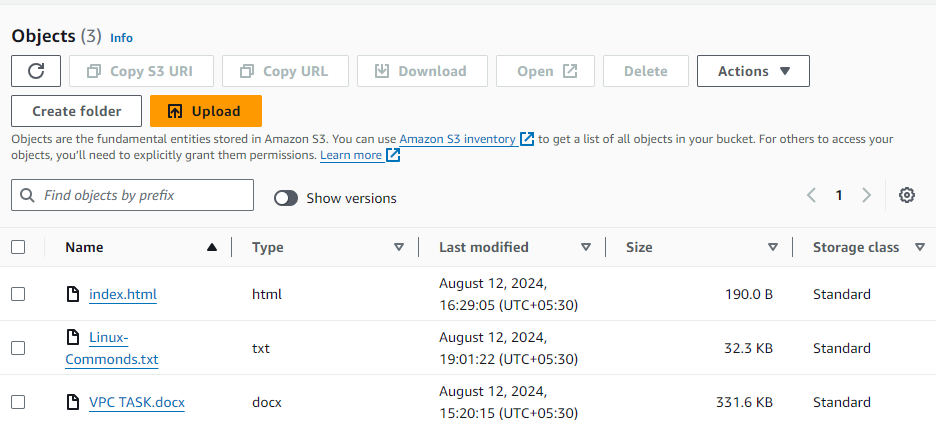 Objects (3) Info
Copy S3 URI Copy URL Download Open Delete Actions
Create folder Upload
Objects are the fundamental entities stored in Amazon S3. You can use Amazon S3 inventory to get a list of all objects in your bucket. For others to access your
objects, you'll need to explicitly grant them permissions. Learn more
Find objects by prefix Show versions 1
Name Type Last modified Size Storage class
index.html html August 12, 2024, 16:29:05 (UTC+05:30) 190.0 B Standard
Linux-Commonds.txt txt August 12, 2024, 19:01:22 (UTC+05:30) 32.3 KB Standard
VPC TASK.docx docx August 12, 2024, 15:20:15 (UTC+05:30) 331.6 KB Standard